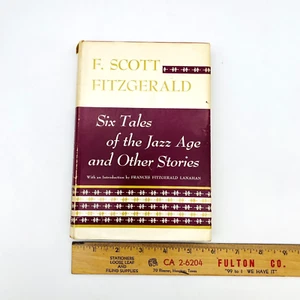 F. SCOTT
FITZGERALD
Six Tales
of the Jazz Age
and Other Stories
With an Introduction by FRANCES FITZGERALD LANAHAN
STATIONERS
LOOSE LEAF AND
FILING SUPPLIES
CA 2-6204
FULTON CO.
"99 to 1 WE HAVE IT"